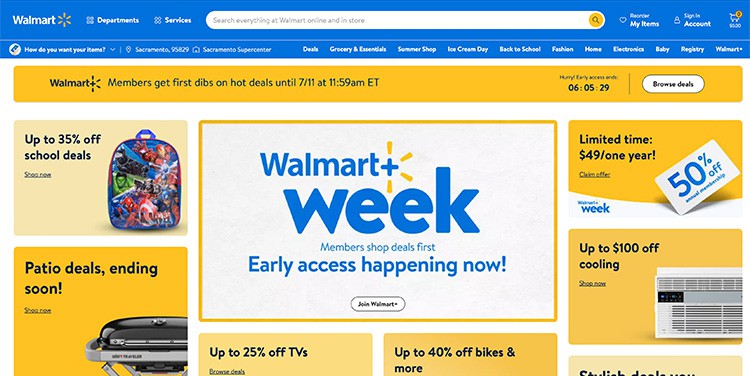 Walmart
Departments
Services
Search everything at Walmart online and in store
Reorder
My Items
Sign In
Account
$0.00
How do you want your items?
Sacramento, 95829
Sacramento Supercenter
Deals
Grocery & Essentials
Summer Shop
Ice Cream Day
Back to School
Fashion
Home
Electronics
Baby
Registry
Walmart+
Walmart+
Members get first dibs on hot deals until 7/11 at 11:59am ET
Hurry! Early access ends:
06 : 05 : 29
Browse deals
Up to 35% off
school deals
Shop now
Patio deals, ending
soon!
Shop now
Walmart+
week
Members shop deals first
Early access happening now!
Join Walmart+
Up to 25% off TVs
Shop deals
Up to 40% off bikes &
more
Limited time:
$49/one year!
Claim offer
50% off
annual membership
Walmart+
week
Up to $100 off
cooling
Shop now
Stylish deals you